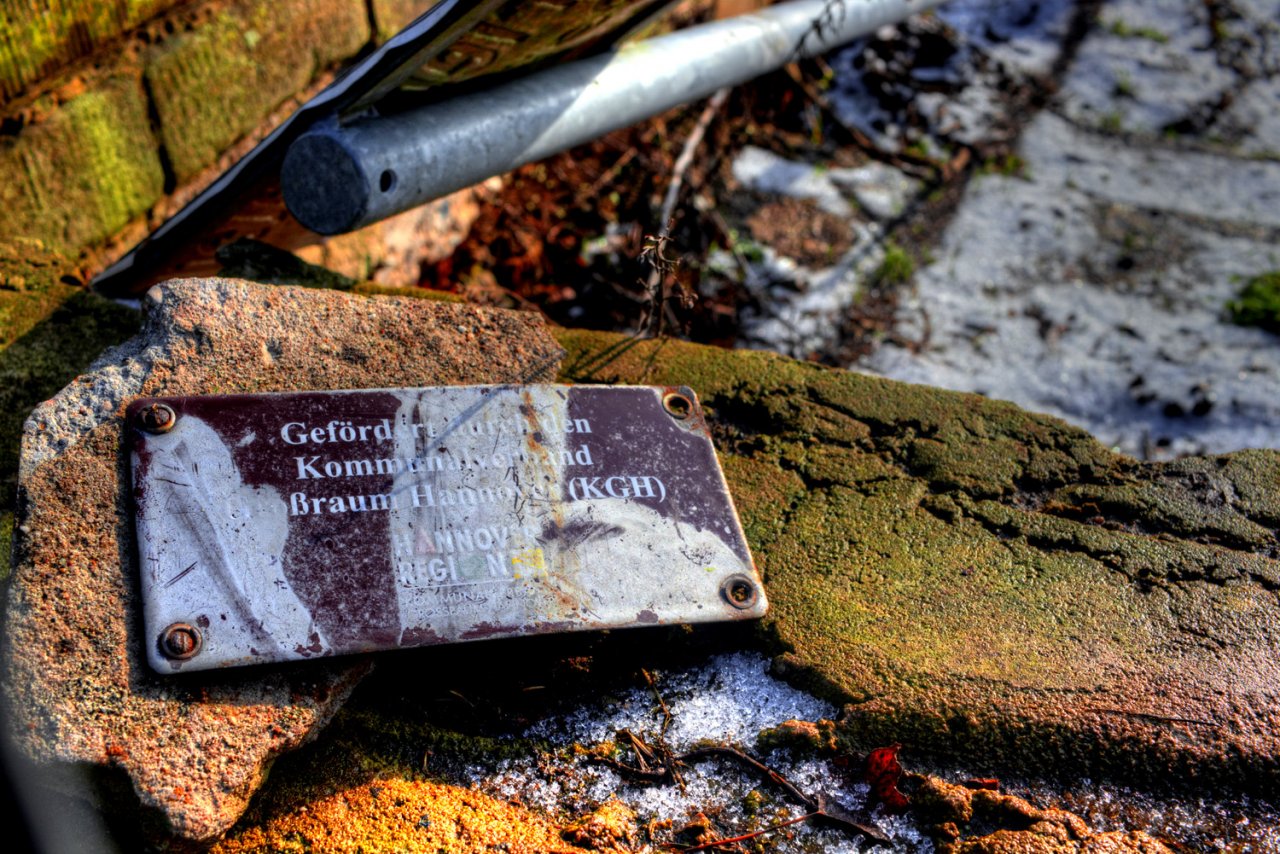 Gefördert durch den
Kommunalverband
ßraum Hannover (KGH)
HANNOVER
REGION